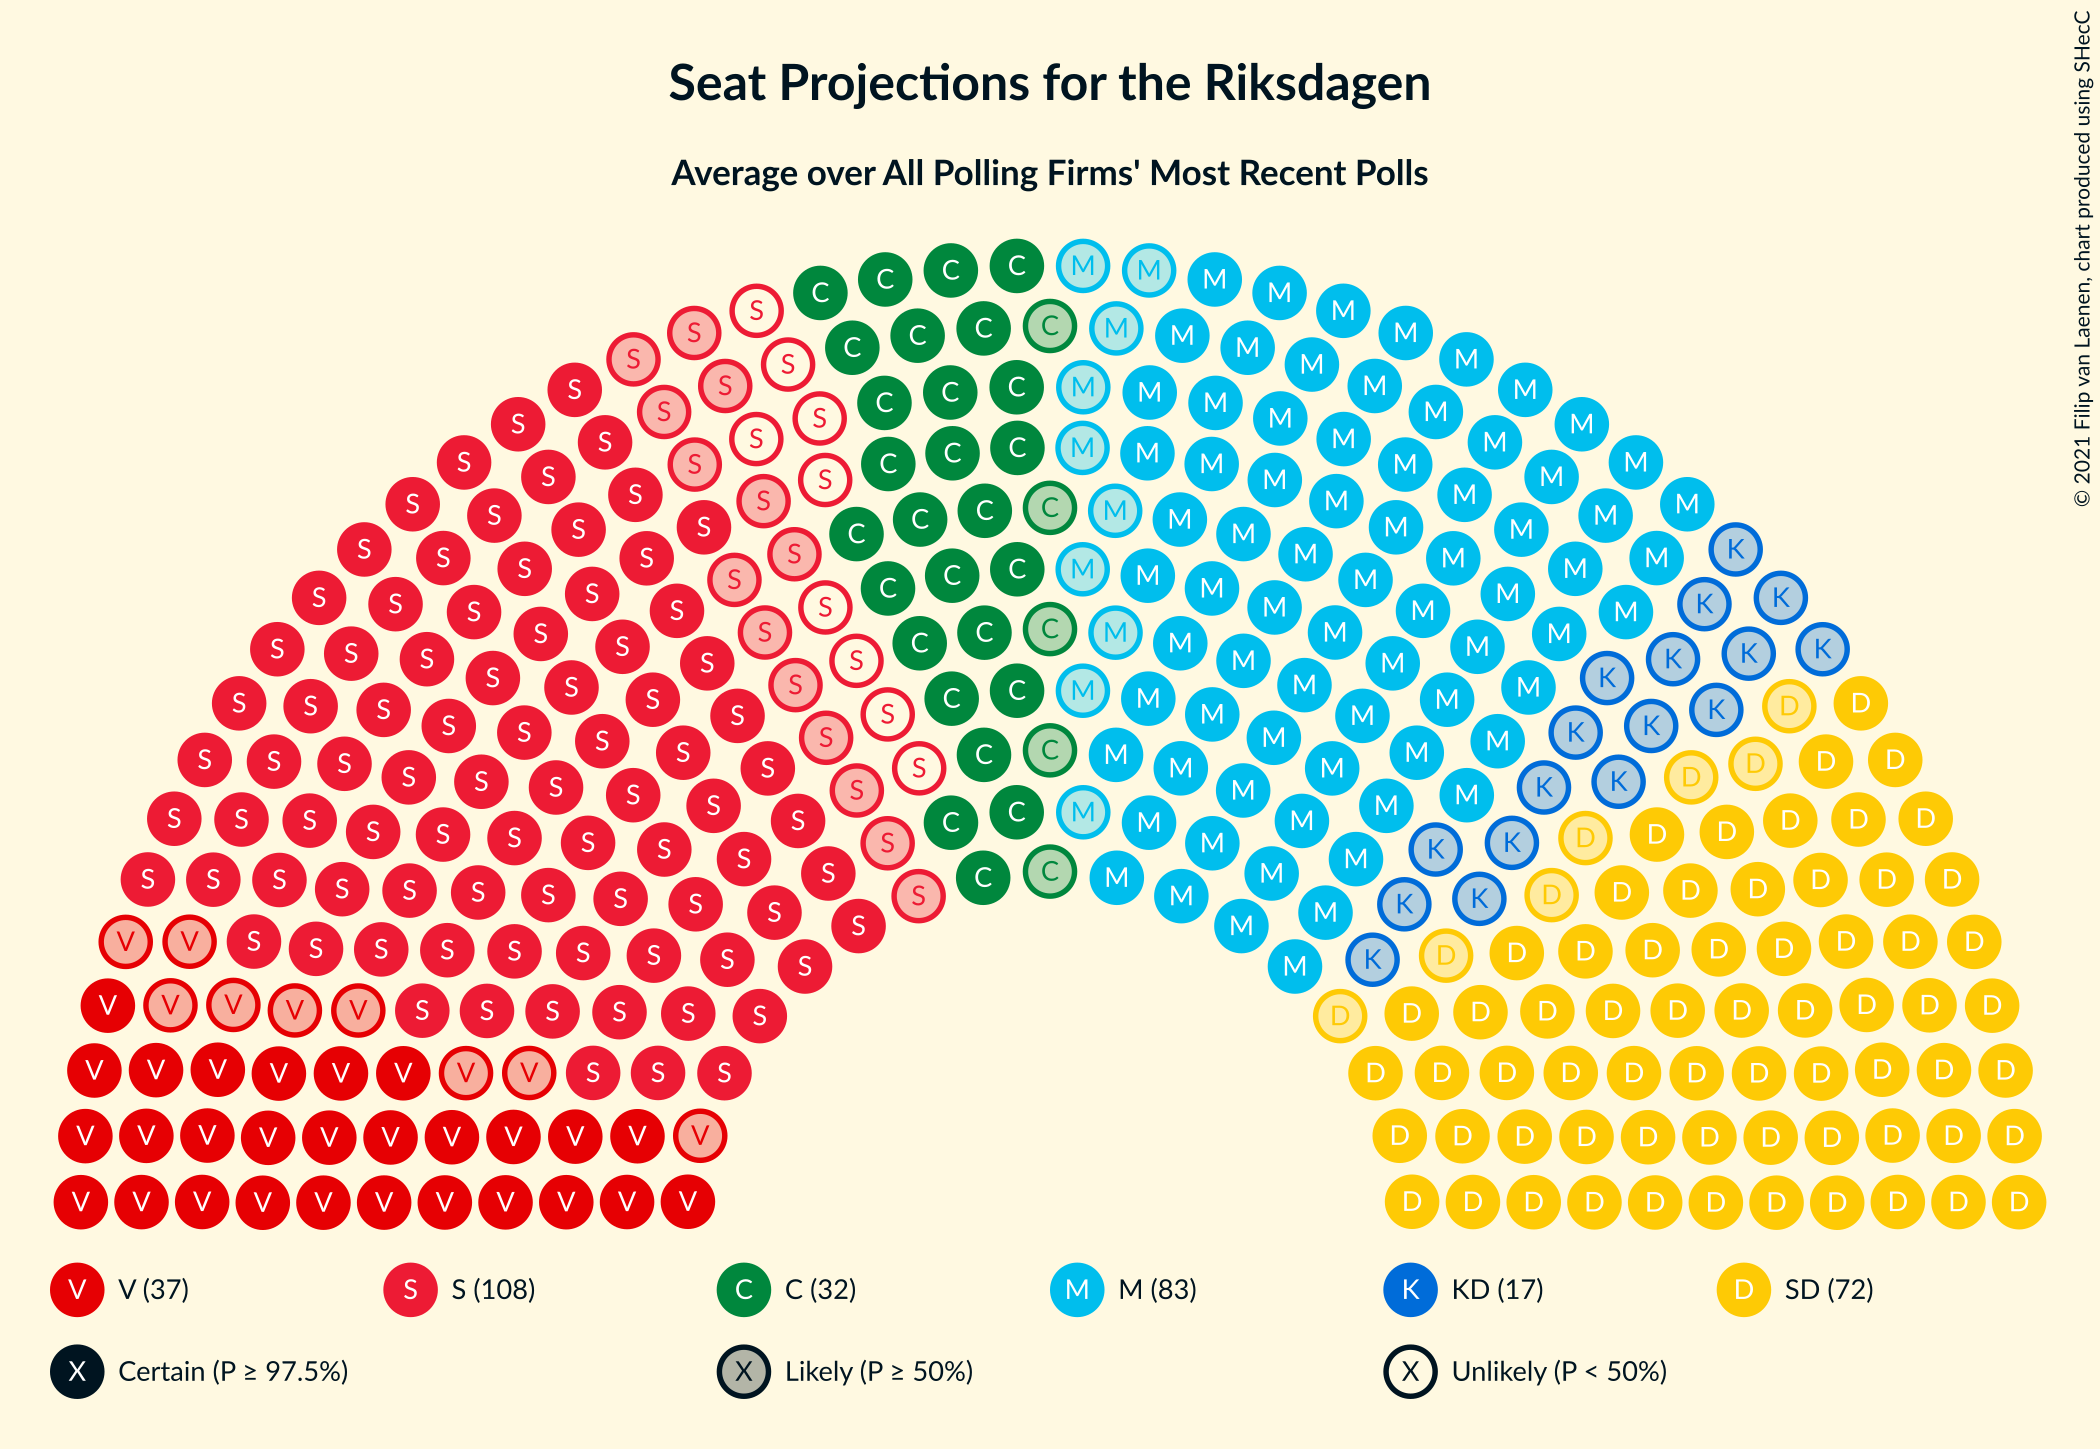 Seat Projections for the Riksdagen
Average over All Polling Firms' Most Recent Polls
© 2021 Filip van Laenen, chart produced using SHecC
V V (37) S S (108) C C (32) M M (83) K KD (17) D SD (72)
X Certain (P ≥ 97.5%) X Likely (P ≥ 50%) X Unlikely (P < 50%)